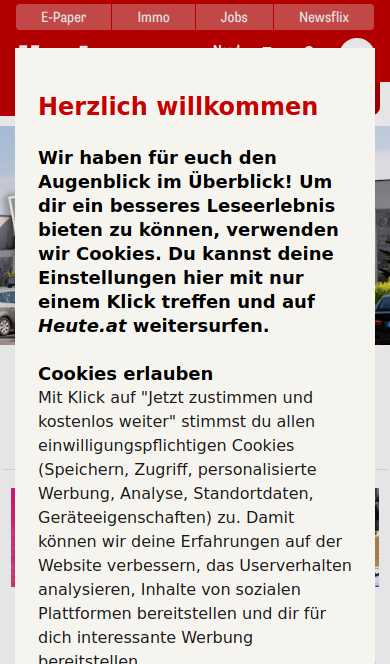 E-Paper Immo Jobs Newsflix
Herzlich willkommen
Wir haben für euch den
Augenblick im Überblick! Um
dir ein besseres Leseerlebnis
bieten zu können, verwenden
wir Cookies. Du kannst deine
Einstellungen hier mit nur
einem Klick treffen und auf
Heute.at weitersurfen.
Cookies erlauben
Mit Klick auf "Jetzt zustimmen und
kostenlos weiter" stimmst du allen
einwilligungspflichtigen Cookies
(Speichern, Zugriff, personalisierte
Werbung, Analyse, Standortdaten,
Geräteeigenschaften) zu. Damit
können wir deine Erfahrungen auf der
Website verbessern, das Userverhalten
analysieren, Inhalte von sozialen
Plattformen bereitstellen und dir für
dich interessante Werbung
bereitstellen